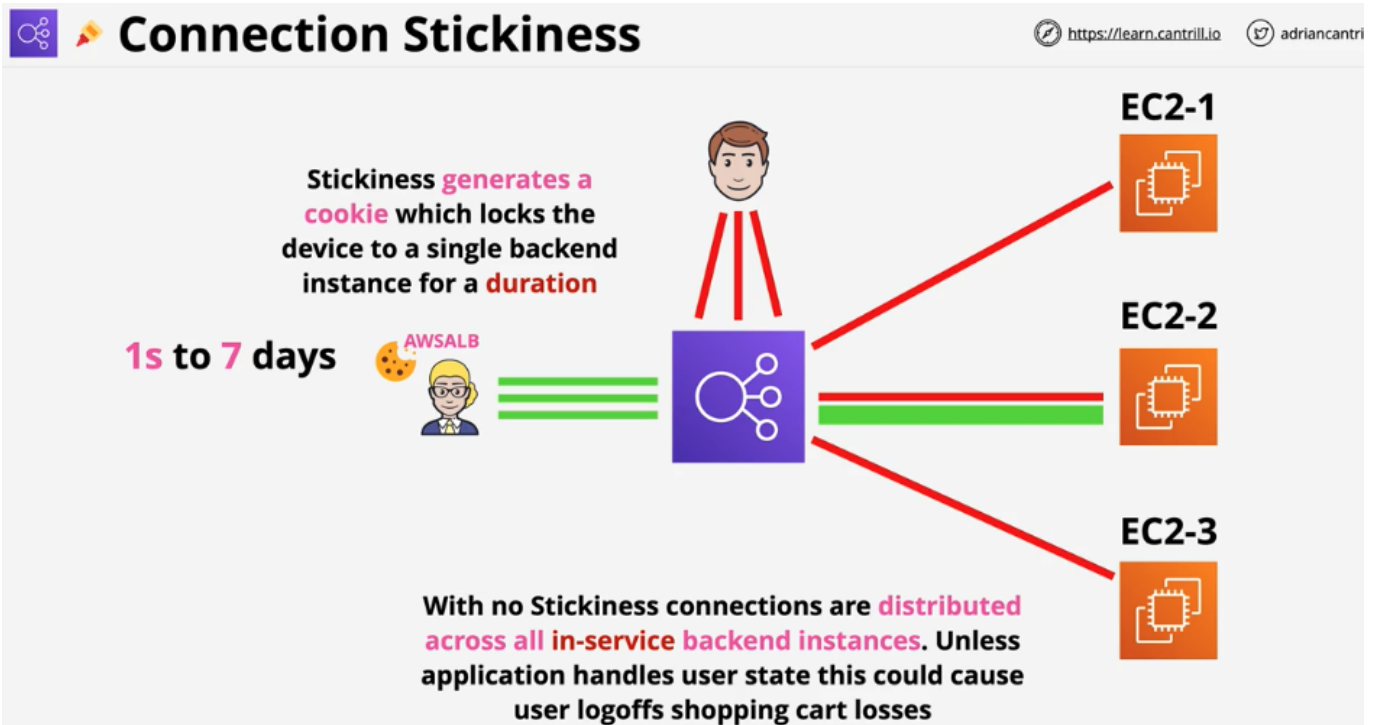 Connection Stickiness
https://learn.cantrill.io
adriancantri
EC2-1
Stickiness generates a
cookie which locks the
device to a single backend
instance for a duration
EC2-2
1s to 7 days
AWSALB
EC2-3
With no Stickiness connections are distributed
across all in-service backend instances. Unless
application handles user state this could cause
user logoffs shopping cart losses